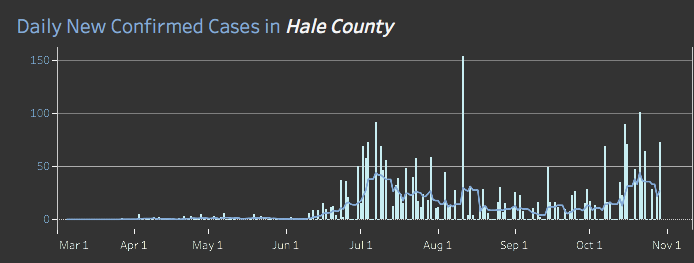 Daily New Confirmed Cases in Hale County
150
100
50
0
Mar 1 Apr 1 May 1 Jun 1 Jul 1 Aug 1 Sep 1 Oct 1 Nov 1